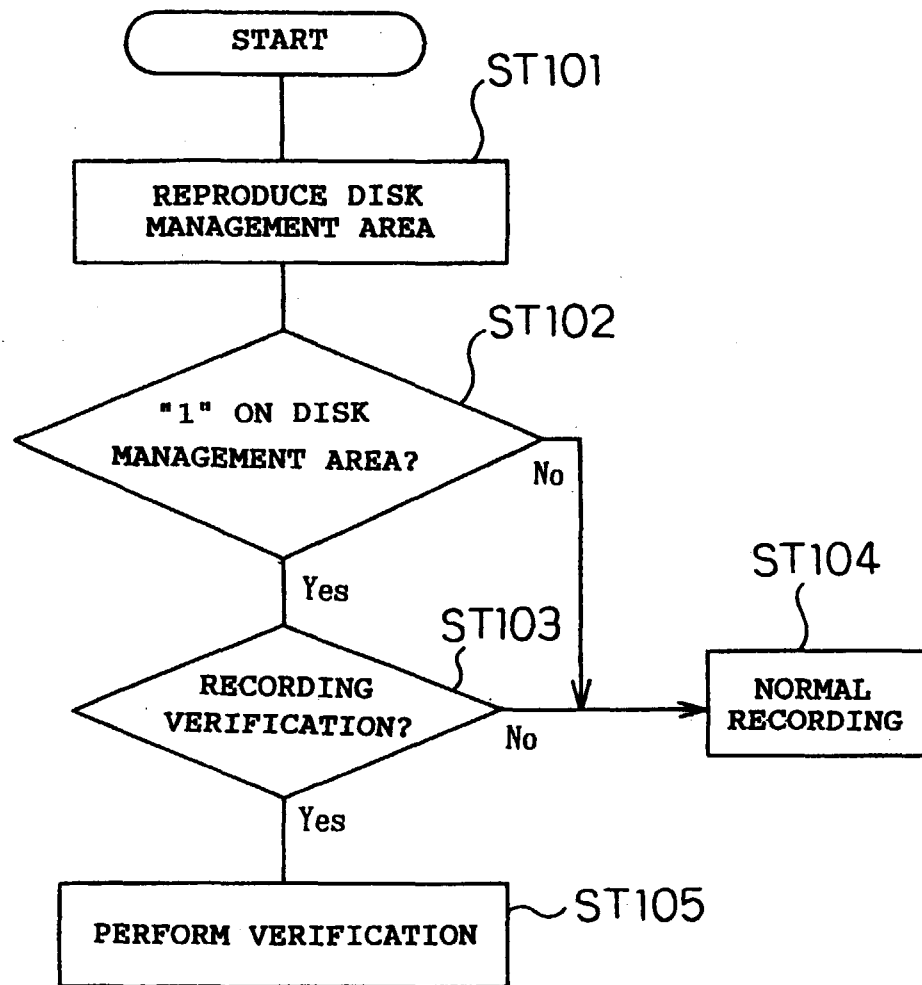 START
ST101
REPRODUCE DISK
MANAGEMENT AREA
ST102
"1" ON DISK
MANAGEMENT AREA?
No
Yes
ST103
ST104
RECORDING
VERIFICATION?
No
NORMAL
RECORDING
Yes
ST105
PERFORM VERIFICATION